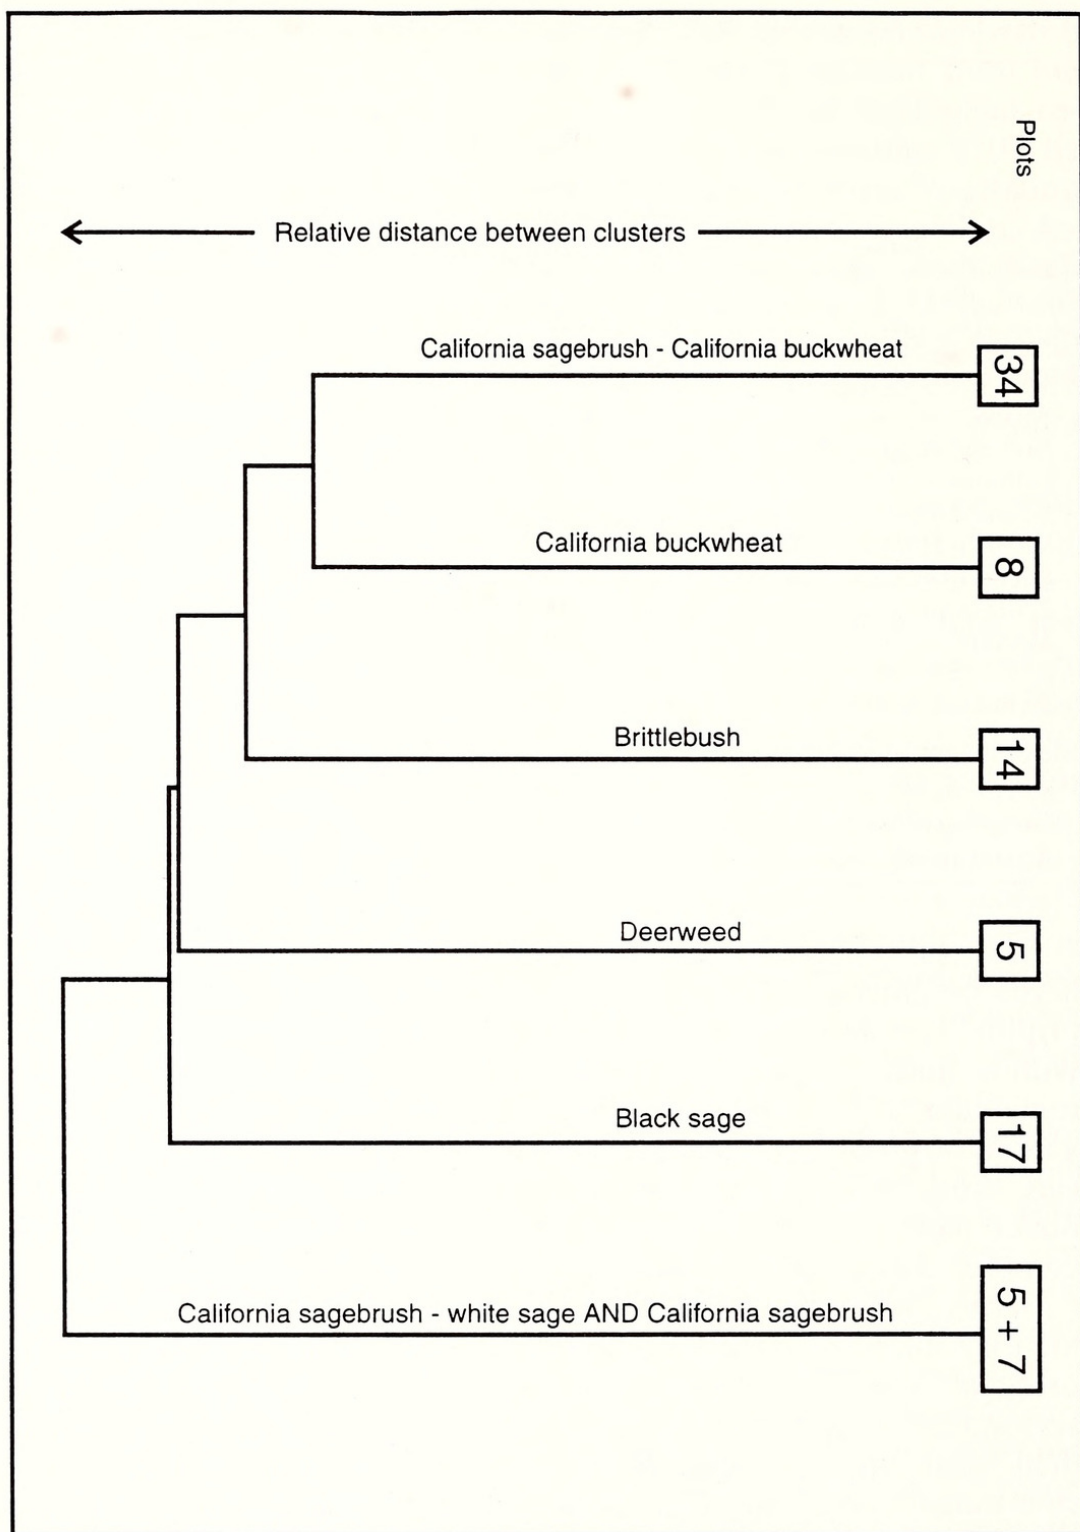 Plots
Relative distance between clusters
California sagebrush - California buckwheat
34
California buckwheat
8
Brittlebush
14
Deerweed
5
Black sage
17
California sagebrush - white sage AND California sagebrush
5 + 7